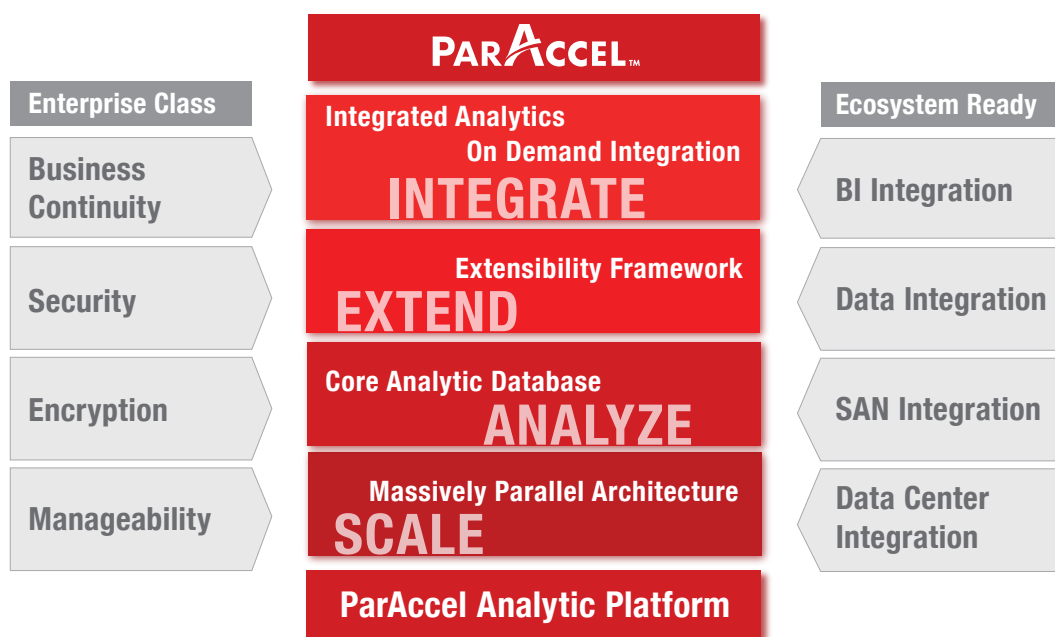 PARACCEL™
Enterprise Class
Business
Continuity
Security
Encryption
Manageability
Integrated Analytics
On Demand Integration
INTEGRATE
Extensibility Framework
EXTEND
Core Analytic Database
ANALYZE
Massively Parallel Architecture
SCALE
ParAccel Analytic Platform
Ecosystem Ready
BI Integration
Data Integration
SAN Integration
Data Center
Integration